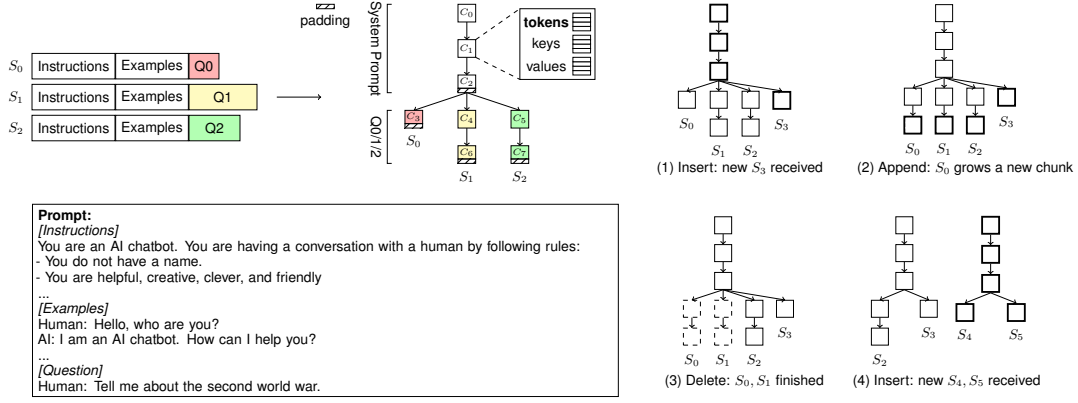 padding
S0 Instructions Examples Q0
S1 Instructions Examples Q1
S2 Instructions Examples Q2
System Prompt
Q0/1/2
C0
C1
C2
C3 C4 C5
C6 C7
S0
S1 S2
tokens
keys
values
S0 S3
S1 S2
(1) Insert: new S3 received
S3
S0 S1 S2
(2) Append: S0 grows a new chunk
Prompt:
[Instructions]
You are an AI chatbot. You are having a conversation with a human by following rules:
- You do not have a name.
- You are helpful, creative, clever, and friendly
...
[Examples]
Human: Hello, who are you?
AI: I am an AI chatbot. How can I help you?
...
[Question]
Human: Tell me about the second world war.
S3
S0 S1 S2
(3) Delete: S0, S1 finished
S3 S4 S5
S2
(4) Insert: new S4, S5 received